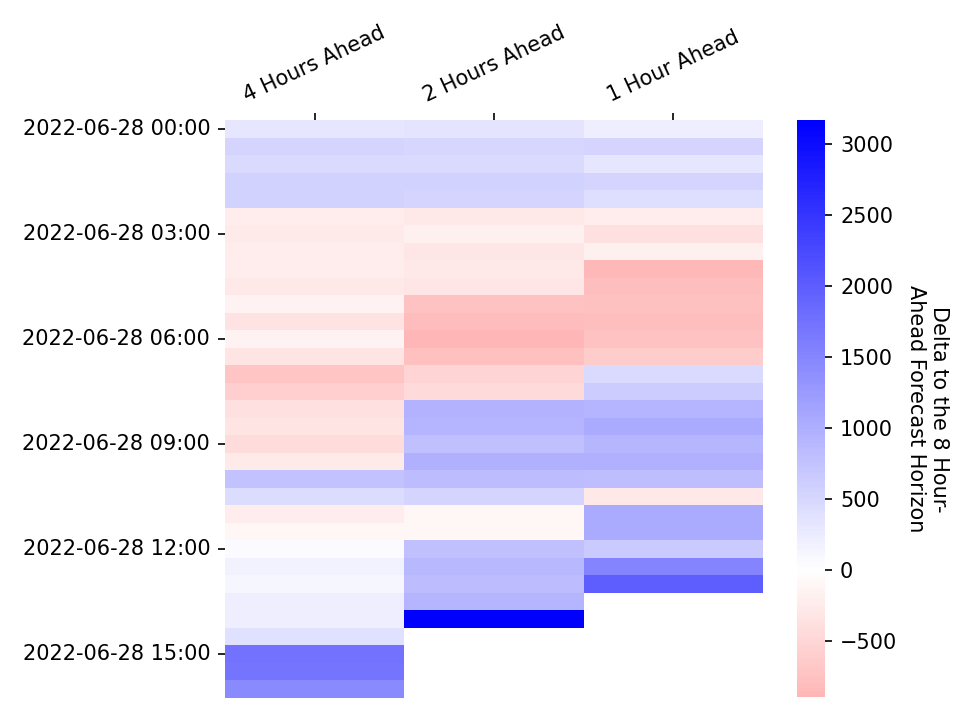 4 Hours Ahead
2 Hours Ahead
1 Hour Ahead
2022-06-28 00:00
2022-06-28 03:00
2022-06-28 06:00
2022-06-28 09:00
2022-06-28 12:00
2022-06-28 15:00
3000
2500
2000
1500
1000
500
0
−500
Delta to the 8 Hour-
Ahead Forecast Horizon